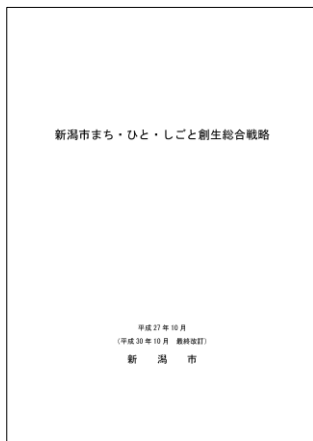 新潟市まち・ひと・しごと創生総合戦略
平成27年10月
(平成30年10月 最終改訂)
新 潟 市